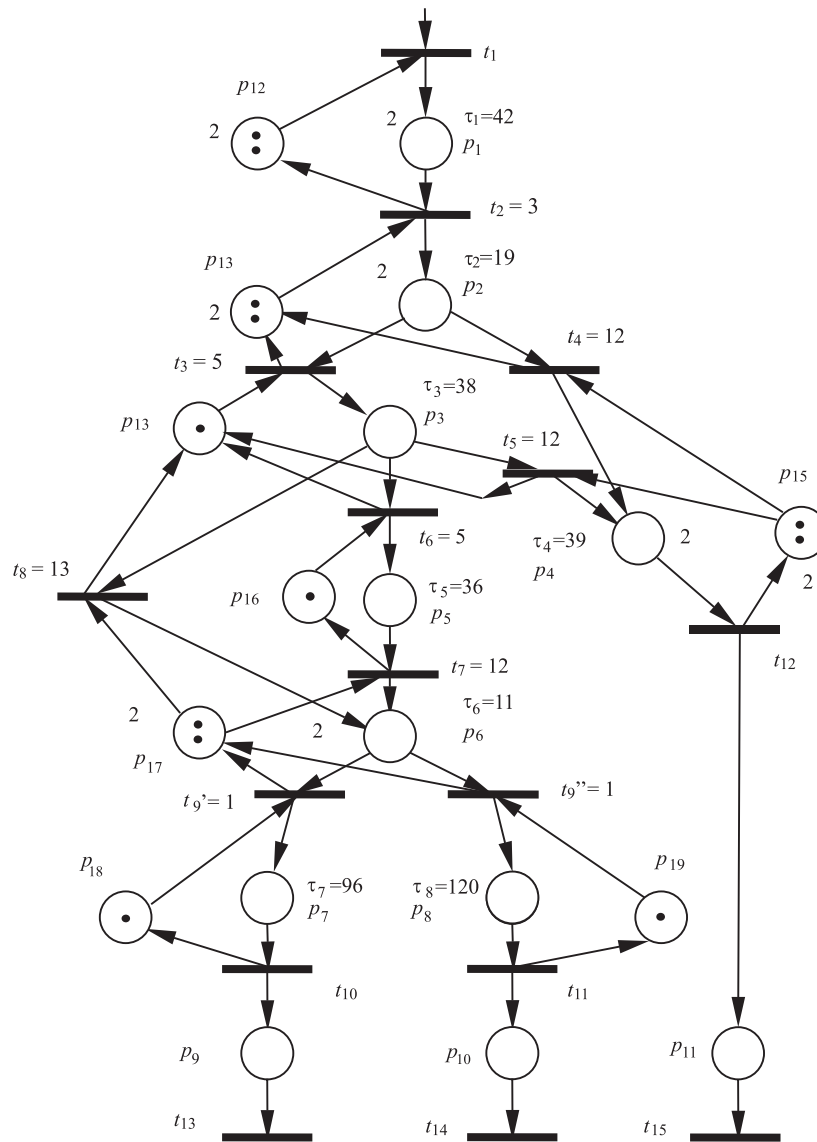 t1
p12
2
2
τ1=42
p1
t2 = 3
p13
2
2
τ2=19
p2
t3 = 5
t4 = 12
p13
τ3=38
p3
t5 = 12
p15
t6 = 5
τ4=39
p4
2
2
t8 = 13
p16
τ5=36
p5
t12
t7 = 12
2
p17
2
τ6=11
p6
t9'= 1
t9''= 1
p18
τ7=96
p7
τ8=120
p8
p19
t10
t11
p9
p10
p11
t13
t14
t15